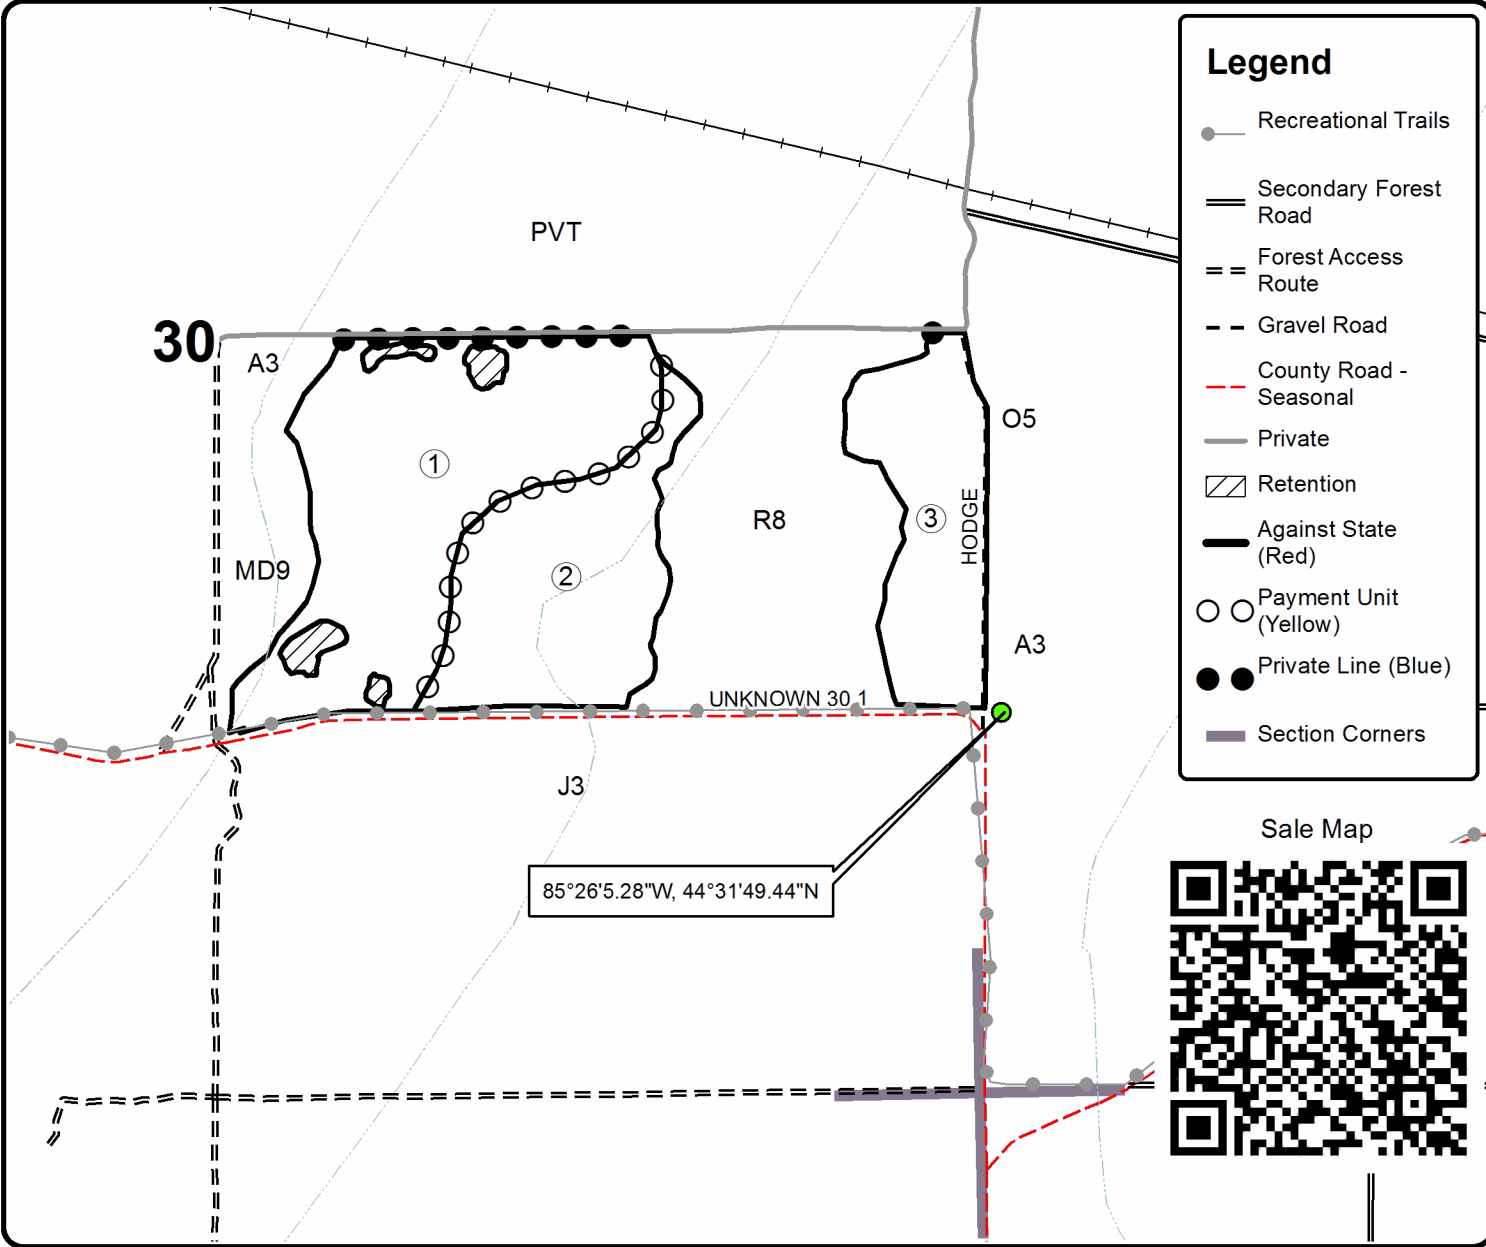 Legend
Recreational Trails
Secondary Forest
Road
Forest Access
Route
Gravel Road
County Road -
Seasonal
Private
Retention
Against State
(Red)
Payment Unit
(Yellow)
Private Line (Blue)
Section Corners
PVT
30
A3
O5
1
R8
3
HODGE
MD9
2
A3
UNKNOWN 30 1
J3
85°26'5.28"W, 44°31'49.44"N
Sale Map